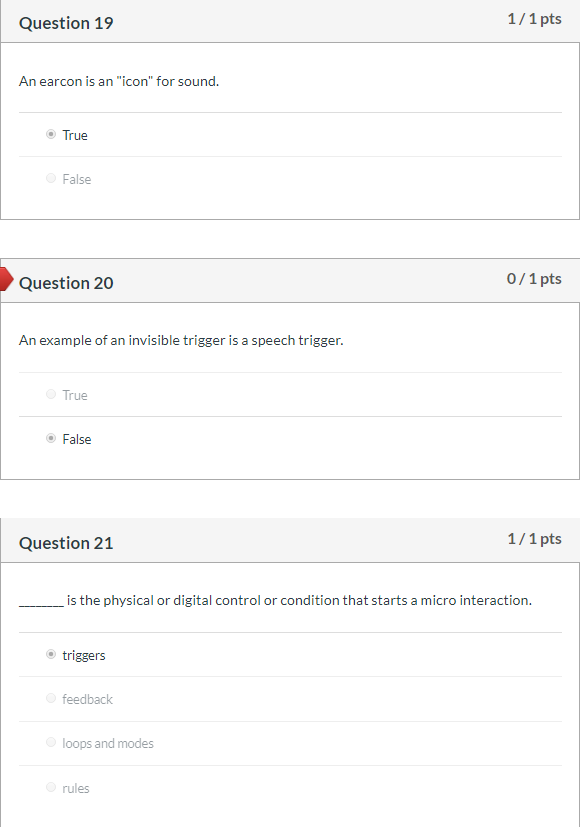 Question 19
1 / 1 pts
An earcon is an "icon" for sound.
True
False
Question 20
0 / 1 pts
An example of an invisible trigger is a speech trigger.
True
False
Question 21
1 / 1 pts
________ is the physical or digital control or condition that starts a micro interaction.
triggers
feedback
loops and modes
rules